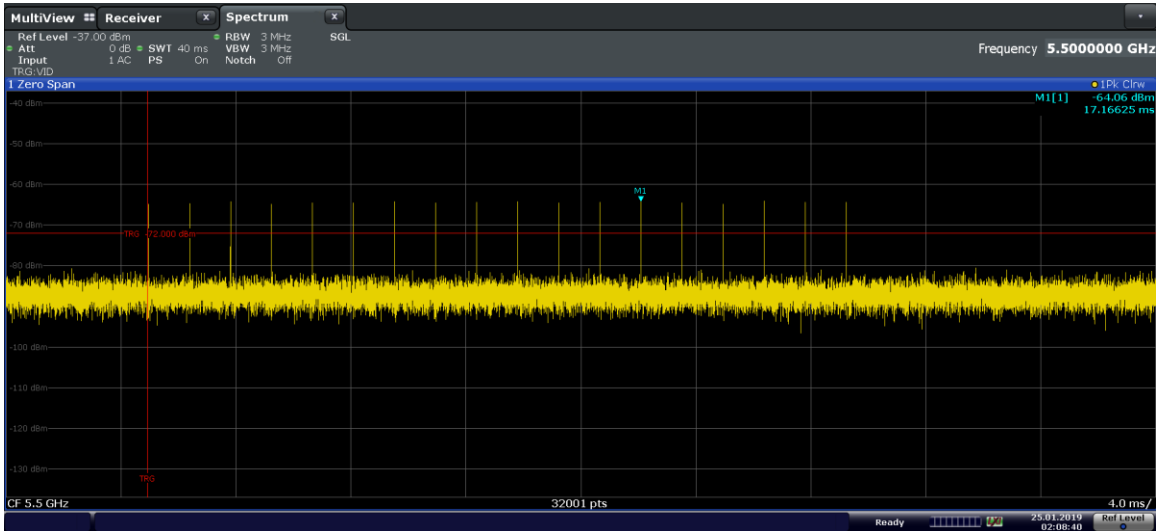 MultiView Receiver X Spectrum X
Ref Level -37.00 dBm RBW 3 MHz SGL
Att 0 dB SWT 40 ms VBW 3 MHz
Input 1 AC PS On Notch Off
TRG:VID
Frequency 5.5000000 GHz
1 Zero Span 1Pk Clrw
M1[1] -64.06 dBm
17.16625 ms
-40 dBm
-50 dBm
-60 dBm
M1
-70 dBm
TRG -72.000 dBm
-80 dBm
-100 dBm
-110 dBm
-120 dBm
-130 dBm
TRG
CF 5.5 GHz 32001 pts 4.0 ms/
Ready 25.01.2019 Ref Level
02:08:40